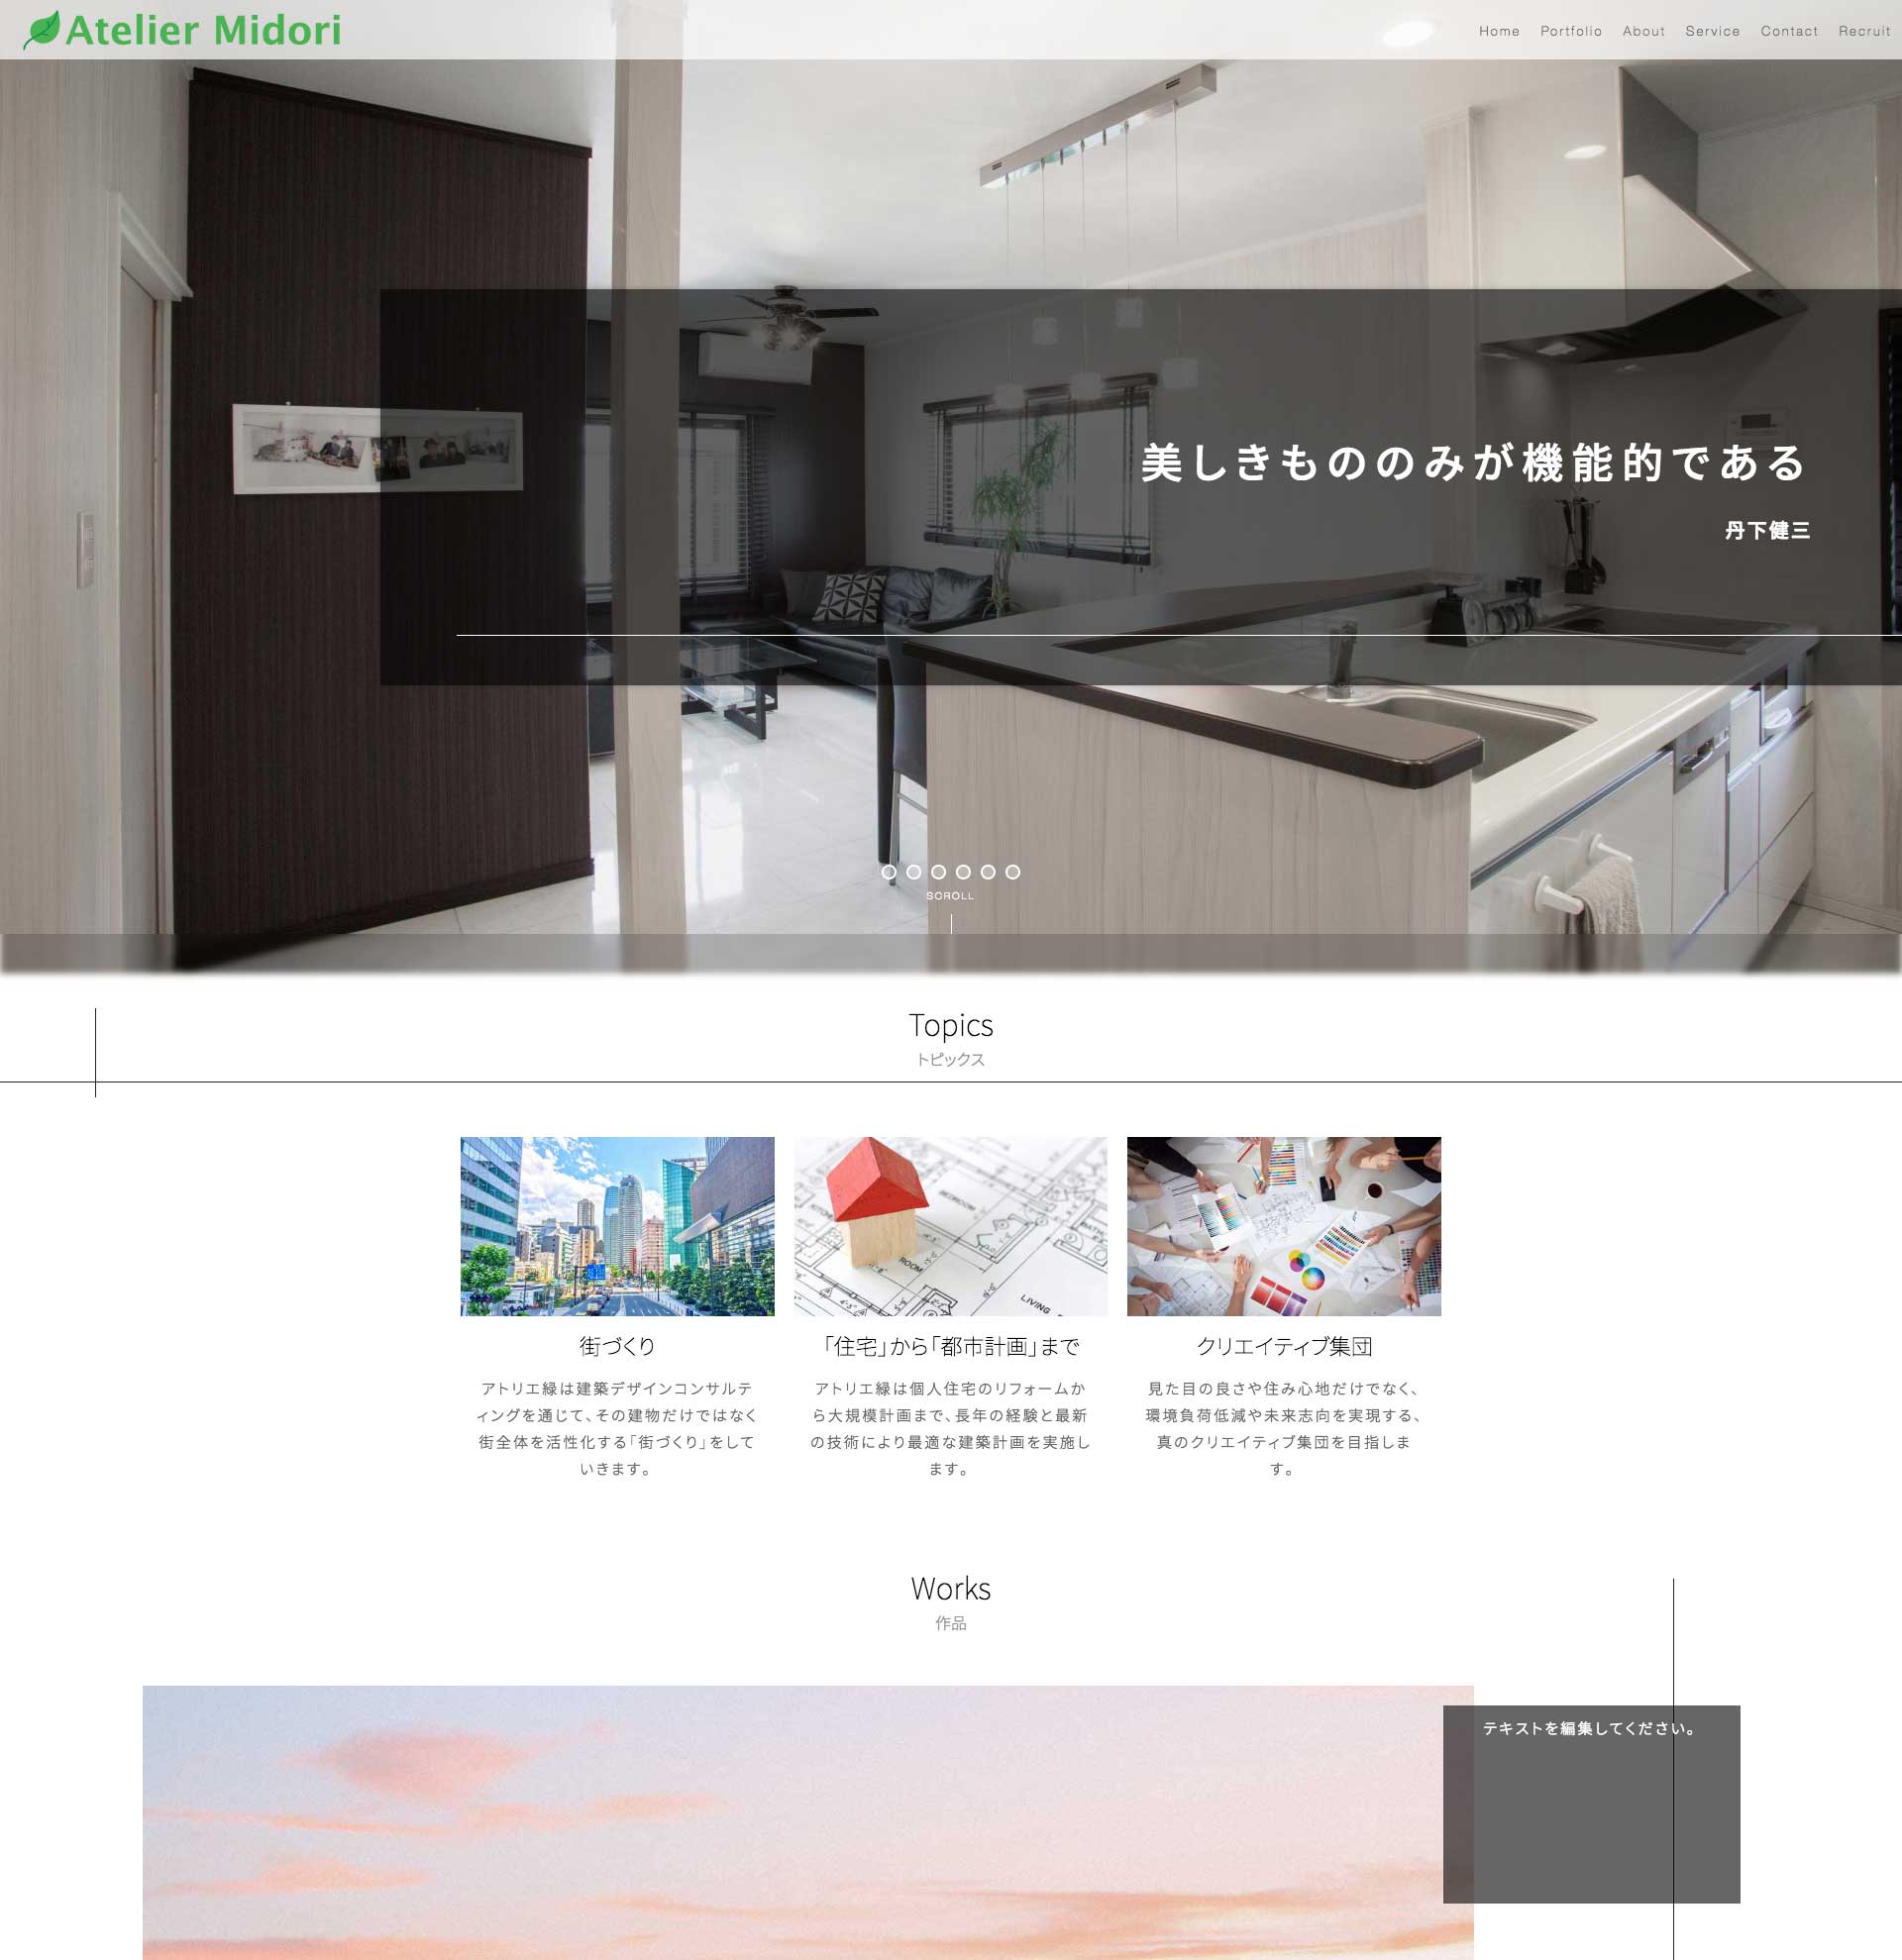 Atelier Midori
Home Portfolio About Service Contact Recruit
美しきもののみが機能的である
丹下健三
SCROLL
Topics
トピックス
BEDROOM
ROOM
LIVING
街づくり
アトリエ緑は建築デザインコンサルテ
ィングを通じて、その建物だけではなく
街全体を活性化する「街づくり」をして
いきます。
「住宅」から「都市計画」まで
アトリエ緑は個人住宅のリフォームか
ら大規模計画まで、長年の経験と最新
の技術により最適な建築計画を実施し
ます。
クリエイティブ集団
見た目の良さや住み心地だけでなく、
環境負荷低減や未来志向を実現する、
真のクリエイティブ集団を目指しま
す。
Works
作品
テキストを編集してください。